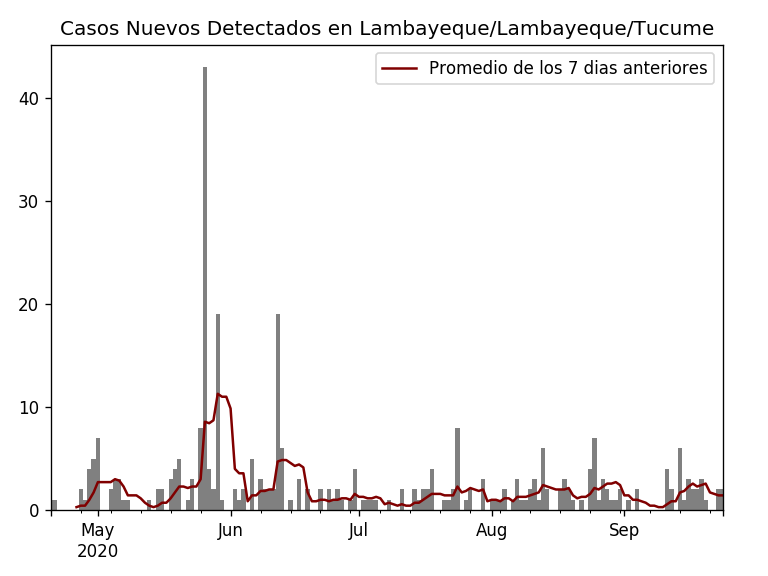 Casos Nuevos Detectados en Lambayeque/Lambayeque/Tucume
Promedio de los 7 dias anteriores
40
30
20
10
0
May Jun Jul Aug Sep
2020